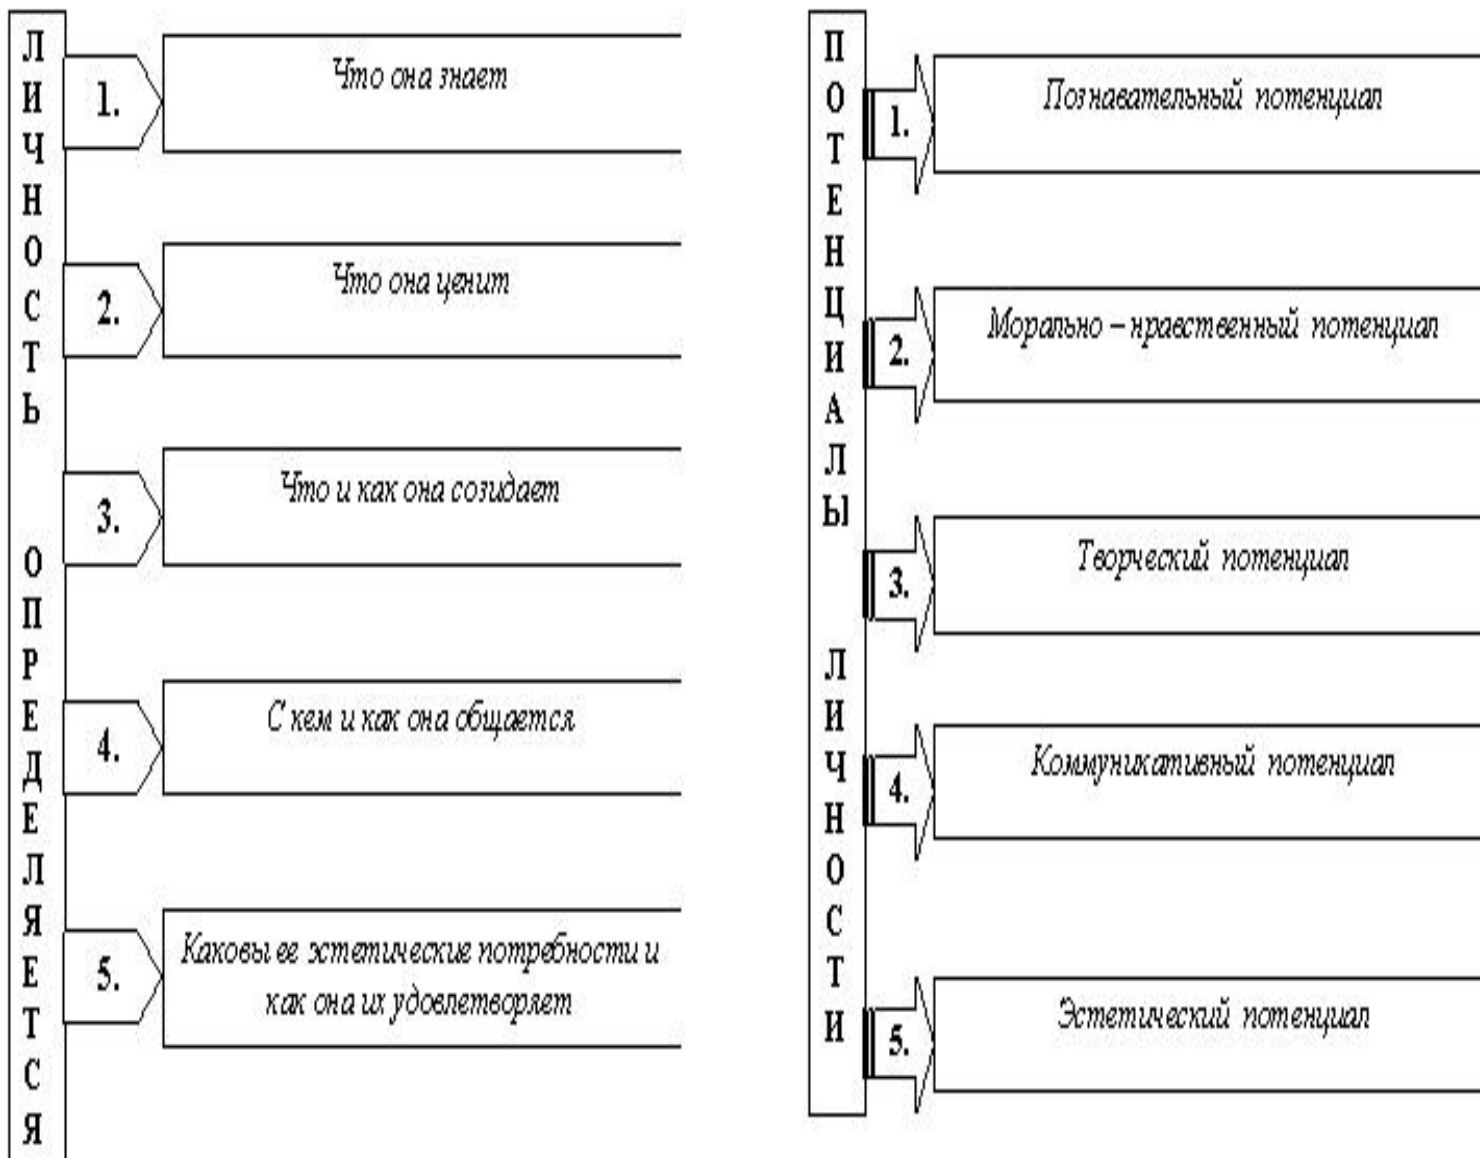 ЛИЧНОСТЬ ОПРЕДЕЛЯЕТСЯ
1.
Что она знает
2.
Что она ценит
3.
Что и как она созидает
4.
С кем и как она общается
5.
Каковы ее эстетические потребности и
как она их удовлетворяет
ПОТЕНЦИАЛЫ ЛИЧНОСТИ
1.
Познавательный потенциал
2.
Морально – нравственный потенциал
3.
Творческий потенциал
4.
Коммуникативный потенциал
5.
Эстетический потенциал